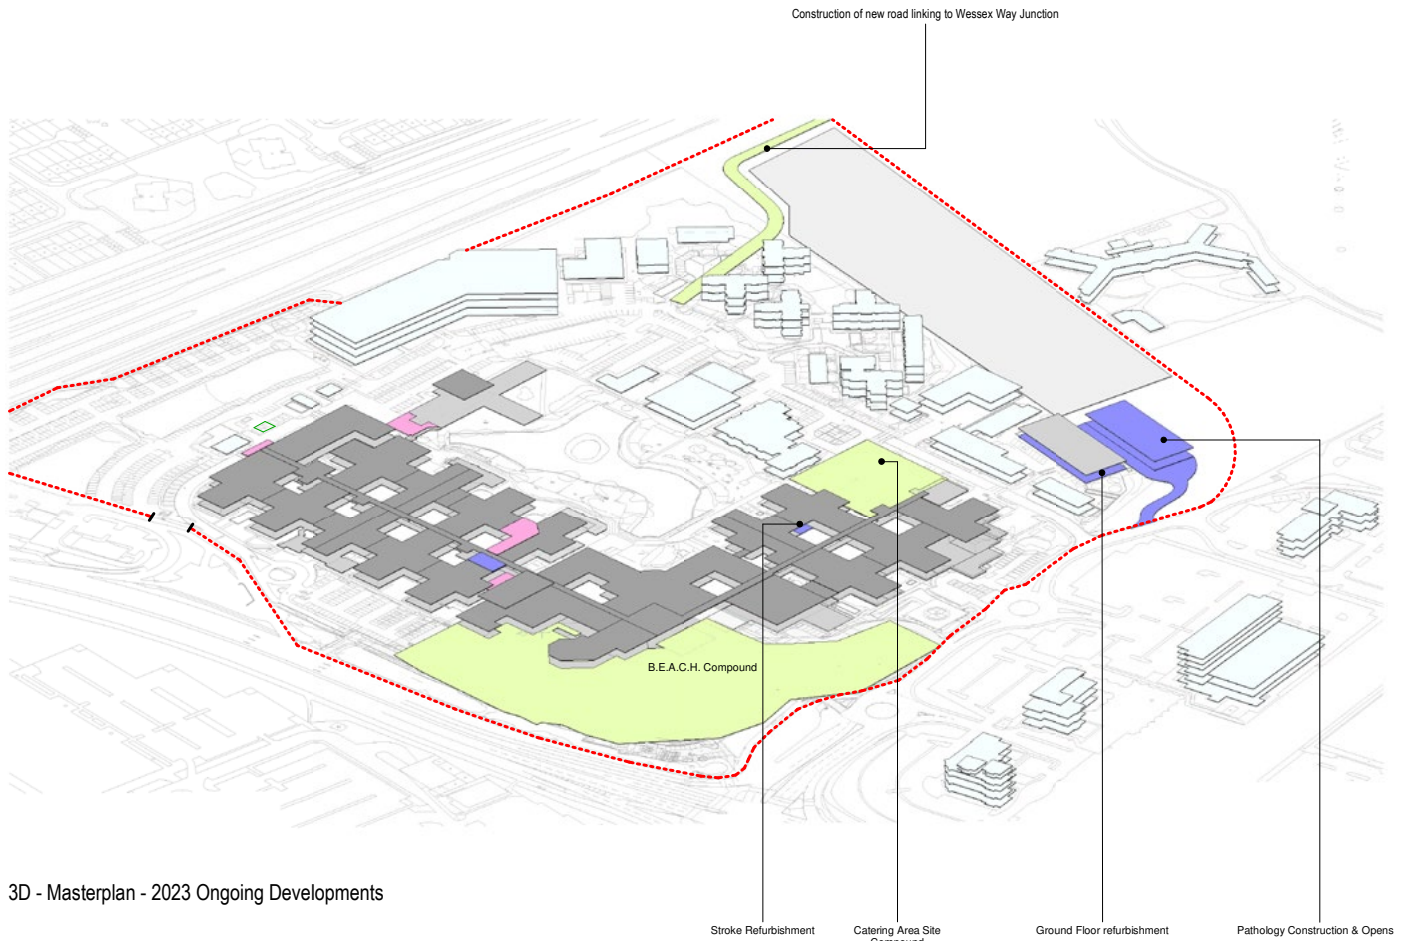 Construction of new road linking to Wessex Way Junction
B.E.A.C.H. Compound
3D - Masterplan - 2023 Ongoing Developments
Stroke Refurbishment
Catering Area Site
Compound
Ground Floor refurbishment
Pathology Construction & Opens